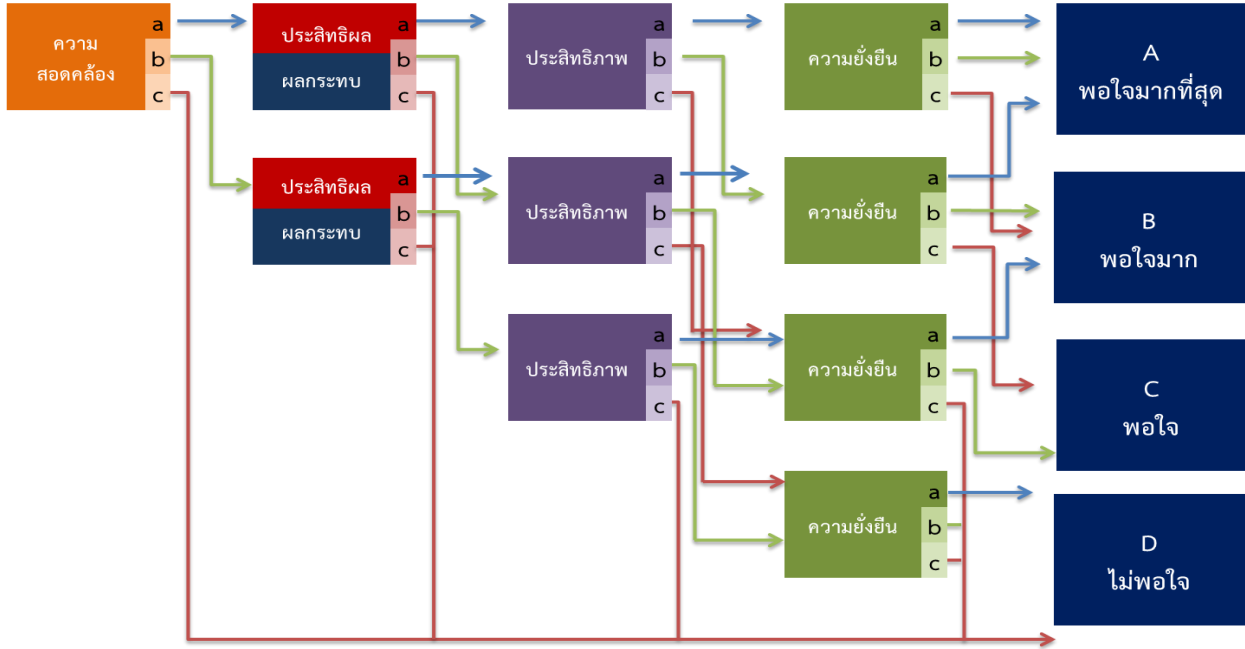 ความ
สอดคล้อง
a
b
c
ประสิทธิผล
ผลกระทบ
a
b
c
ประสิทธิภาพ
a
b
c
ความยั่งยืน
a
b
c
A
พอใจมากที่สุด
ประสิทธิผล
ผลกระทบ
a
b
c
ประสิทธิภาพ
a
b
c
ความยั่งยืน
a
b
c
B
พอใจมาก
ประสิทธิภาพ
a
b
c
ความยั่งยืน
a
b
c
C
พอใจ
ความยั่งยืน
a
b
c
D
ไม่พอใจ